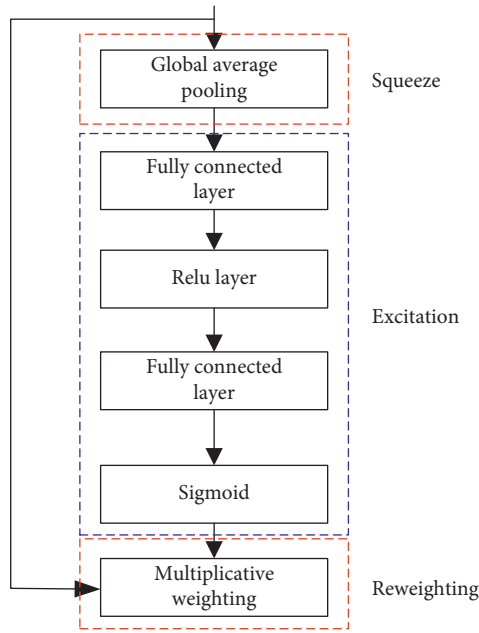 Global average
pooling
Squeeze
Fully connected
layer
Relu layer
Excitation
Fully connected
layer
Sigmoid
Multiplicative
weighting
Reweighting